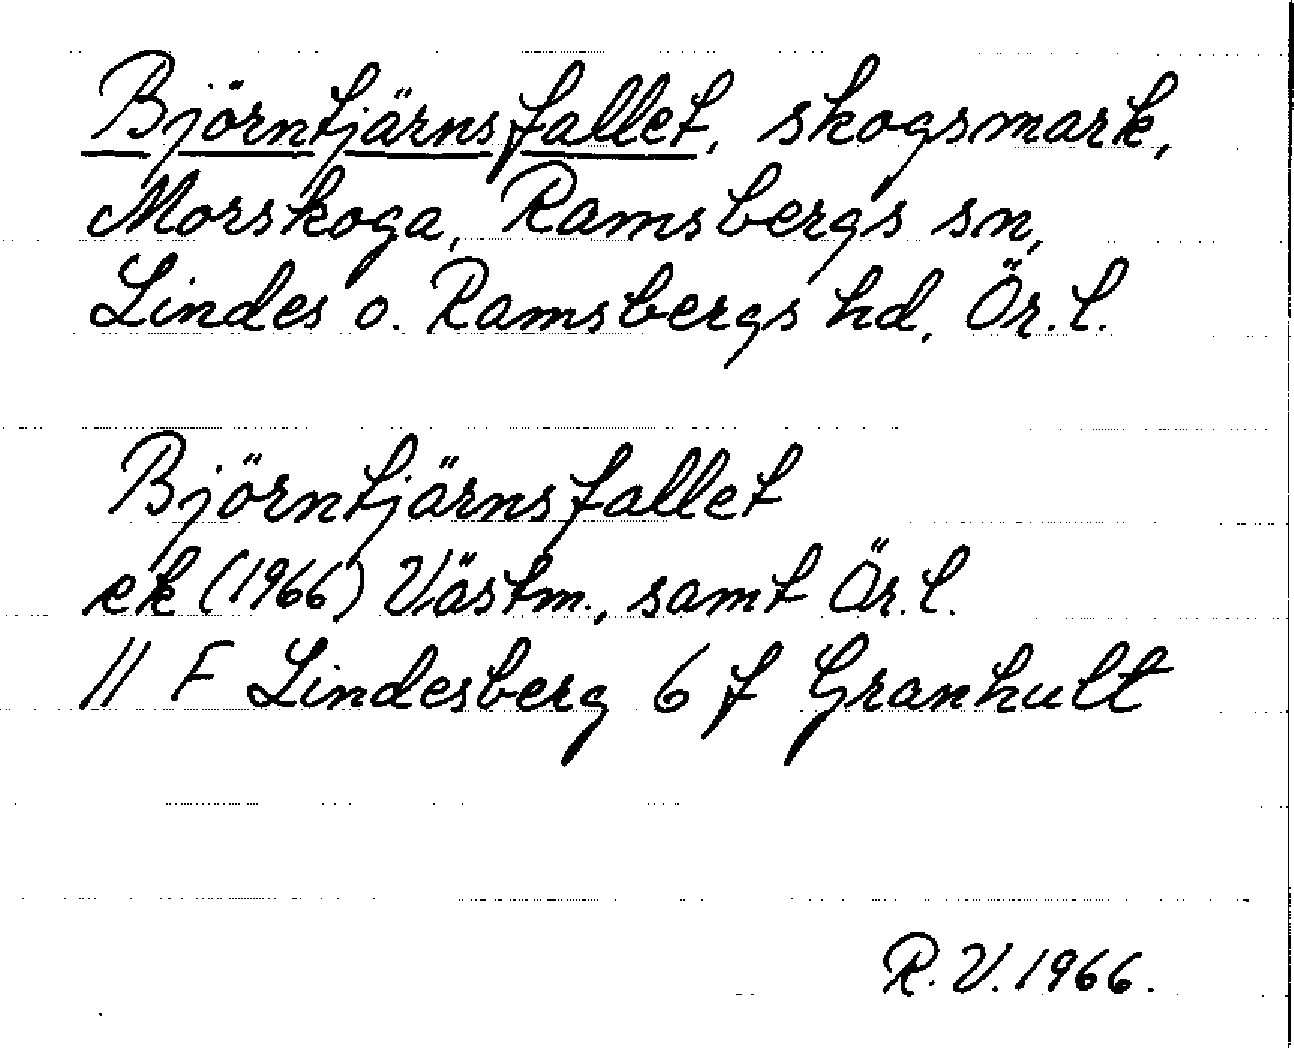 Björntjärnsfallet, skogsmark,
Morskoga, Ramsbergs sn,
Lindes o. Ramsbergs hd, Ör.l.
Björntjärnsfallet
ek (1966) Västm., samt Ör.l.
11 F Lindesberg 6 f Granhult
R.V. 1966.